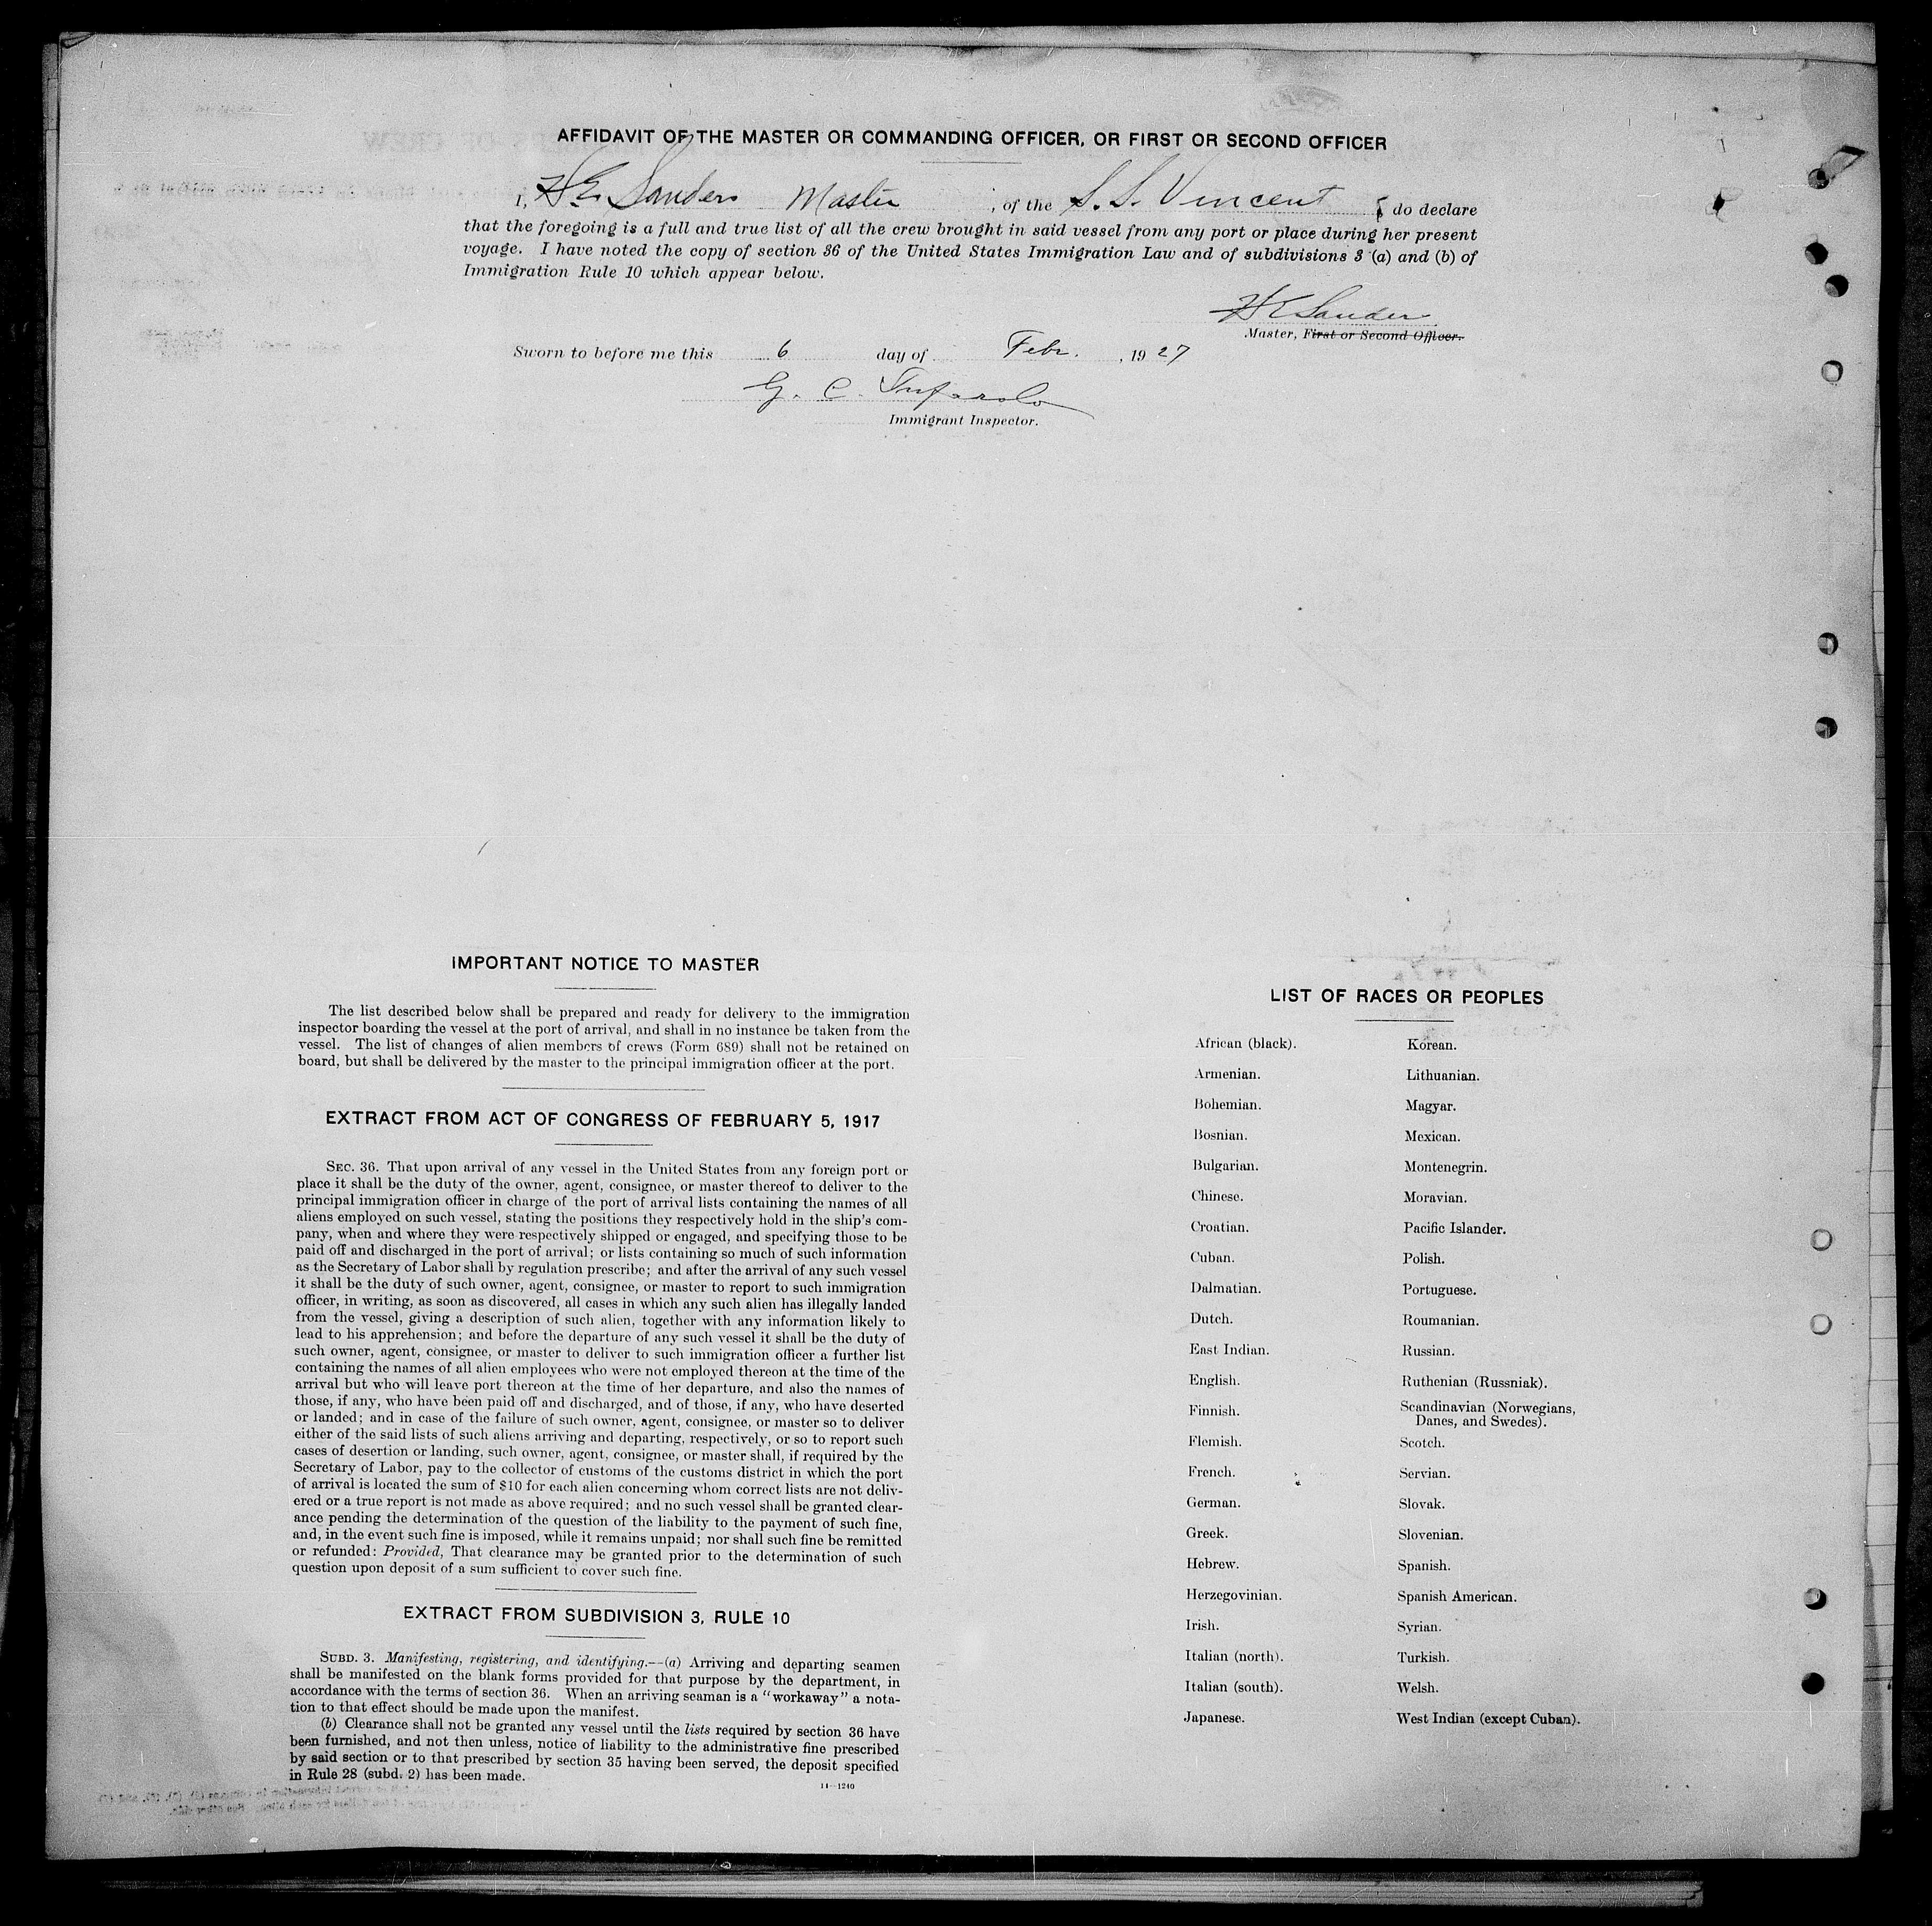 AFFIDAVIT OF THE MASTER OR COMMANDING OFFICER, OR FIRST OR SECOND OFFICER
I, H E Sanders Master, of the S. S. Vincent, do declare
that the foregoing is a full and true list of all the crew brought in said vessel from any port or place during her present
voyage. I have noted the copy of section 36 of the United States Immigration Law and of subdivisions 3 (a) and (b) of
Immigration Rule 10 which appear below.
H E Sanders
Master, First or Second Officer.
Sworn to before me this 6 day of Febr., 1927
G. C.
Immigrant Inspector.
IMPORTANT NOTICE TO MASTER
The list described below shall be prepared and ready for delivery to the immigration
inspector boarding the vessel at the port of arrival, and shall in no instance be taken from the
vessel. The list of changes of alien members of crews (Form 689) shall not be retained on
board, but shall be delivered by the master to the principal immigration officer at the port.
EXTRACT FROM ACT OF CONGRESS OF FEBRUARY 5, 1917
SEC. 36. That upon arrival of any vessel in the United States from any foreign port or
place it shall be the duty of the owner, agent, consignee, or master thereof to deliver to the
principal immigration officer in charge of the port of arrival lists containing the names of all
aliens employed on such vessel, stating the positions they respectively hold in the ship's com-
pany, when and where they were respectively shipped or engaged, and specifying those to be
paid off and discharged in the port of arrival; or lists containing so much of such information
as the Secretary of Labor shall by regulation prescribe; and after the arrival of any such vessel
it shall be the duty of such owner, agent, consignee, or master to report to such immigration
officer, in writing, as soon as discovered, all cases in which any such alien has illegally landed
from the vessel, giving a description of such alien, together with any information likely to
lead to his apprehension; and before the departure of any such vessel it shall be the duty of
such owner, agent, consignee, or master to deliver to such immigration officer a further list
containing the names of all alien employees who were not employed thereon at the time of the
arrival but who will leave port thereon at the time of her departure, and also the names of
those, if any, who have been paid off and discharged, and of those, if any, who have deserted
or landed; and in case of the failure of such owner, agent, consignee, or master so to deliver
either of the said lists of such aliens arriving and departing, respectively, or so to report such
cases of desertion or landing, such owner, agent, consignee, or master shall, if required by the
Secretary of Labor, pay to the collector of customs of the customs district in which the port
of arrival is located the sum of $10 for each alien concerning whom correct lists are not deliv-
ered or a true report is not made as above required; and no such vessel shall be granted clear-
ance pending the determination of the question of the liability to the payment of such fine,
and, in the event such fine is imposed, while it remains unpaid; nor shall such fine be remitted
or refunded: Provided, That clearance may be granted prior to the determination of such
question upon deposit of a sum sufficient to cover such fine.
EXTRACT FROM SUBDIVISION 3, RULE 10
SUBD. 3. Manifesting, registering, and identifying.—(a) Arriving and departing seamen
shall be manifested on the blank forms provided for that purpose by the department, in
accordance with the terms of section 36. When an arriving seaman is a "workaway" a nota-
tion to that effect should be made upon the manifest.
(b) Clearance shall not be granted any vessel until the lists required by section 36 have
been furnished, and not then unless, notice of liability to the administrative fine prescribed
by said section or to that prescribed by section 35 having been served, the deposit specified
in Rule 28 (subd. 2) has been made.
14—1240
LIST OF RACES OR PEOPLES
African (black).
Armenian.
Bohemian.
Bosnian.
Bulgarian.
Chinese.
Croatian.
Cuban.
Dalmatian.
Dutch.
East Indian.
English.
Finnish.
Flemish.
French.
German.
Greek.
Hebrew.
Herzegovinian.
Irish.
Italian (north).
Italian (south).
Japanese.
Korean.
Lithuanian.
Magyar.
Mexican.
Montenegrin.
Moravian.
Pacific Islander.
Polish.
Portuguese.
Roumanian.
Russian.
Ruthenian (Russniak).
Scandinavian (Norwegians,
Danes, and Swedes).
Scotch.
Servian.
Slovak.
Slovenian.
Spanish.
Spanish American.
Syrian.
Turkish.
Welsh.
West Indian (except Cuban).